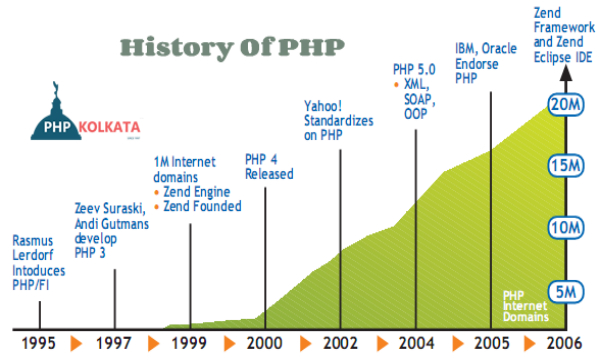 History Of PHP
PHP KOLKATA
Rasmus
Lerdorf
Intoduces
PHP/FI
Zeev Suraski,
Andi Gutmans
develop
PHP 3
1M Internet
domains
• Zend Engine
• Zend Founded
PHP 4
Released
Yahoo!
Standardizes
on PHP
PHP 5.0
• XML,
SOAP,
OOP
IBM, Oracle
Endorse
PHP
Zend
Framework
and Zend
Eclipse IDE
20M
15M
10M
5M
PHP
Internet
Domains
1995 1997 1999 2000 2002 2004 2005 2006